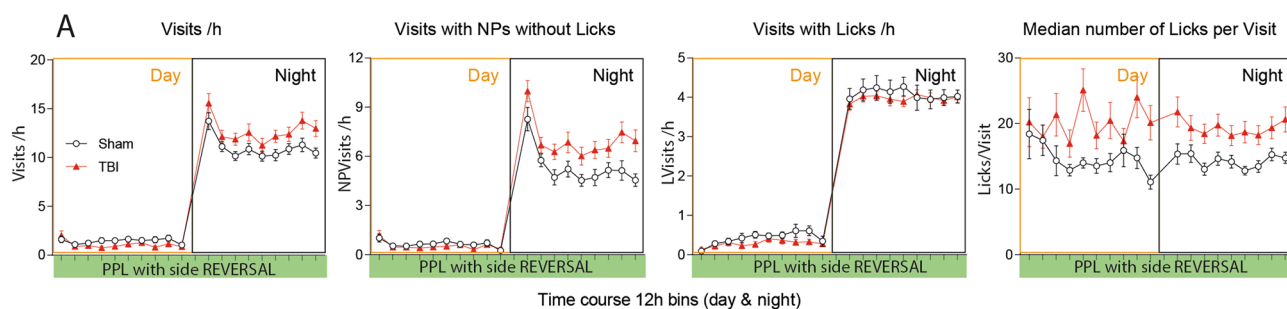 A
Visits /h
Visits with NPs without Licks
Visits with Licks /h
Median number of Licks per Visit
20
15
10
5
0
Visits /h
Day
Night
Sham
TBI
PPL with side REVERSAL
12
9
6
3
0
NPVisits /h
Day
Night
PPL with side REVERSAL
5
4
3
2
1
0
LVisits /h
Day
Night
PPL with side REVERSAL
30
20
10
0
Licks/Visit
Day
Night
PPL with side REVERSAL
Time course 12h bins (day & night)